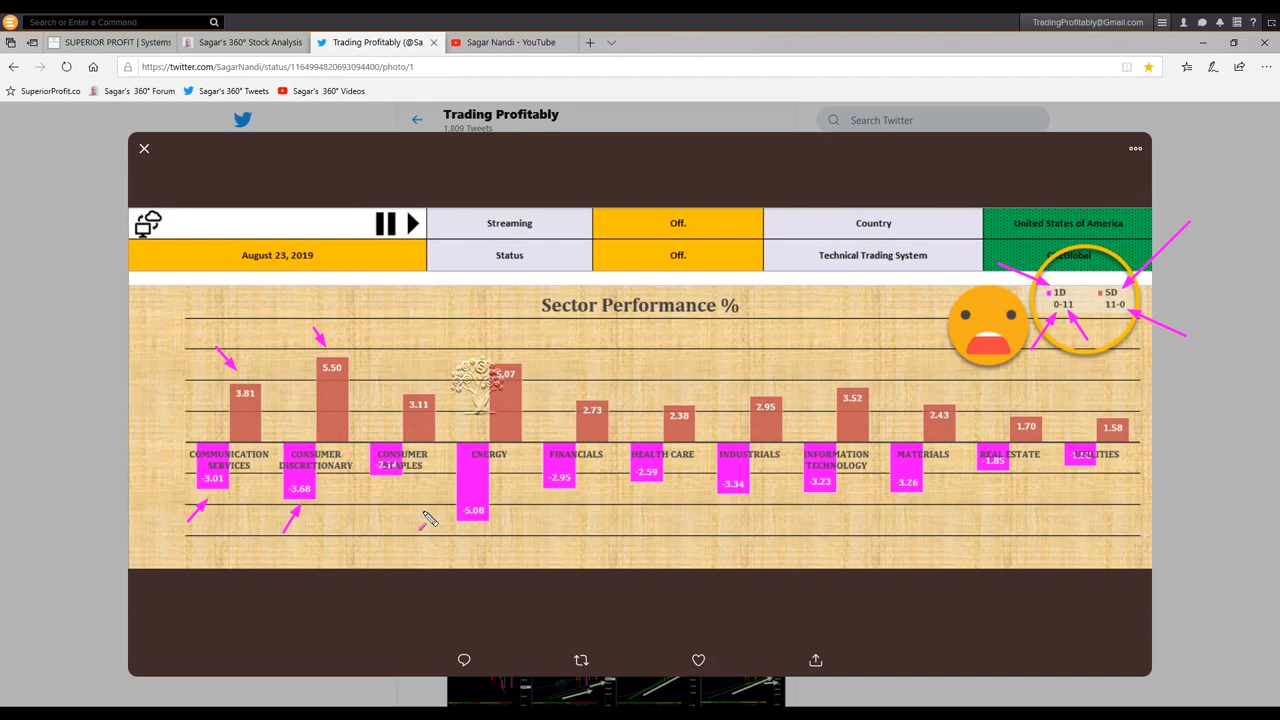 Search or Enter a Command
TradingProfitably@Gmail.com
SUPERIOR PROFIT | Systems
Sagar's 360° Stock Analysis
Trading Profitably (@Sa
Sagar Nandi - YouTube
https://twitter.com/SagarNandi/status/1164994820693094400/photo/1
SuperiorProfit.co
Sagar's 360° Forum
Sagar's 360° Tweets
Sagar's 360° Videos
Trading Profitably
1,809 Tweets
Search Twitter
Streaming
Off.
Country
United States of America
August 23, 2019
Status
Off.
Technical Trading System
Sector Performance %
1D
5D
0-11
11-0
3.81
5.50
3.11
2.73
2.38
2.95
3.52
2.43
1.70
1.58
COMMUNICATION
SERVICES
CONSUMER
DISCRETIONARY
CONSUMER
STAPLES
ENERGY
FINANCIALS
HEALTH CARE
INDUSTRIALS
INFORMATION
TECHNOLOGY
MATERIALS
REAL ESTATE
UTILITIES
-3.01
-3.68
-5.08
-2.95
-2.59
-3.34
-3.23
-3.26
-1.85